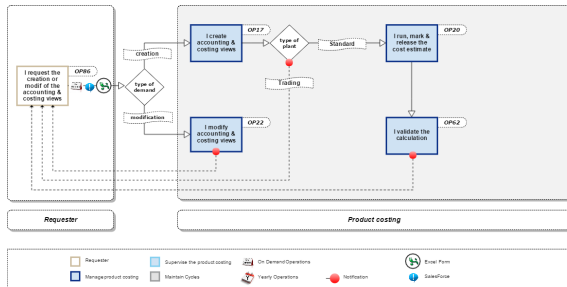 OP86
I request the
creation or
modif of the
accounting &
costing views
creation
type of
demand
modification
OP17
I create
accounting &
costing views
type of
plant
Standard
Trading
OP20
I run, mark &
release the
cost estimate
OP22
I modify
accounting &
costing views
OP62
I validate the
calculation
Requester
Product costing
Requester
Supervise the product costing
On Demand Operations
Excel Form
Manage product costing
Maintain Cycles
Yearly Operations
Notification
SalesForce